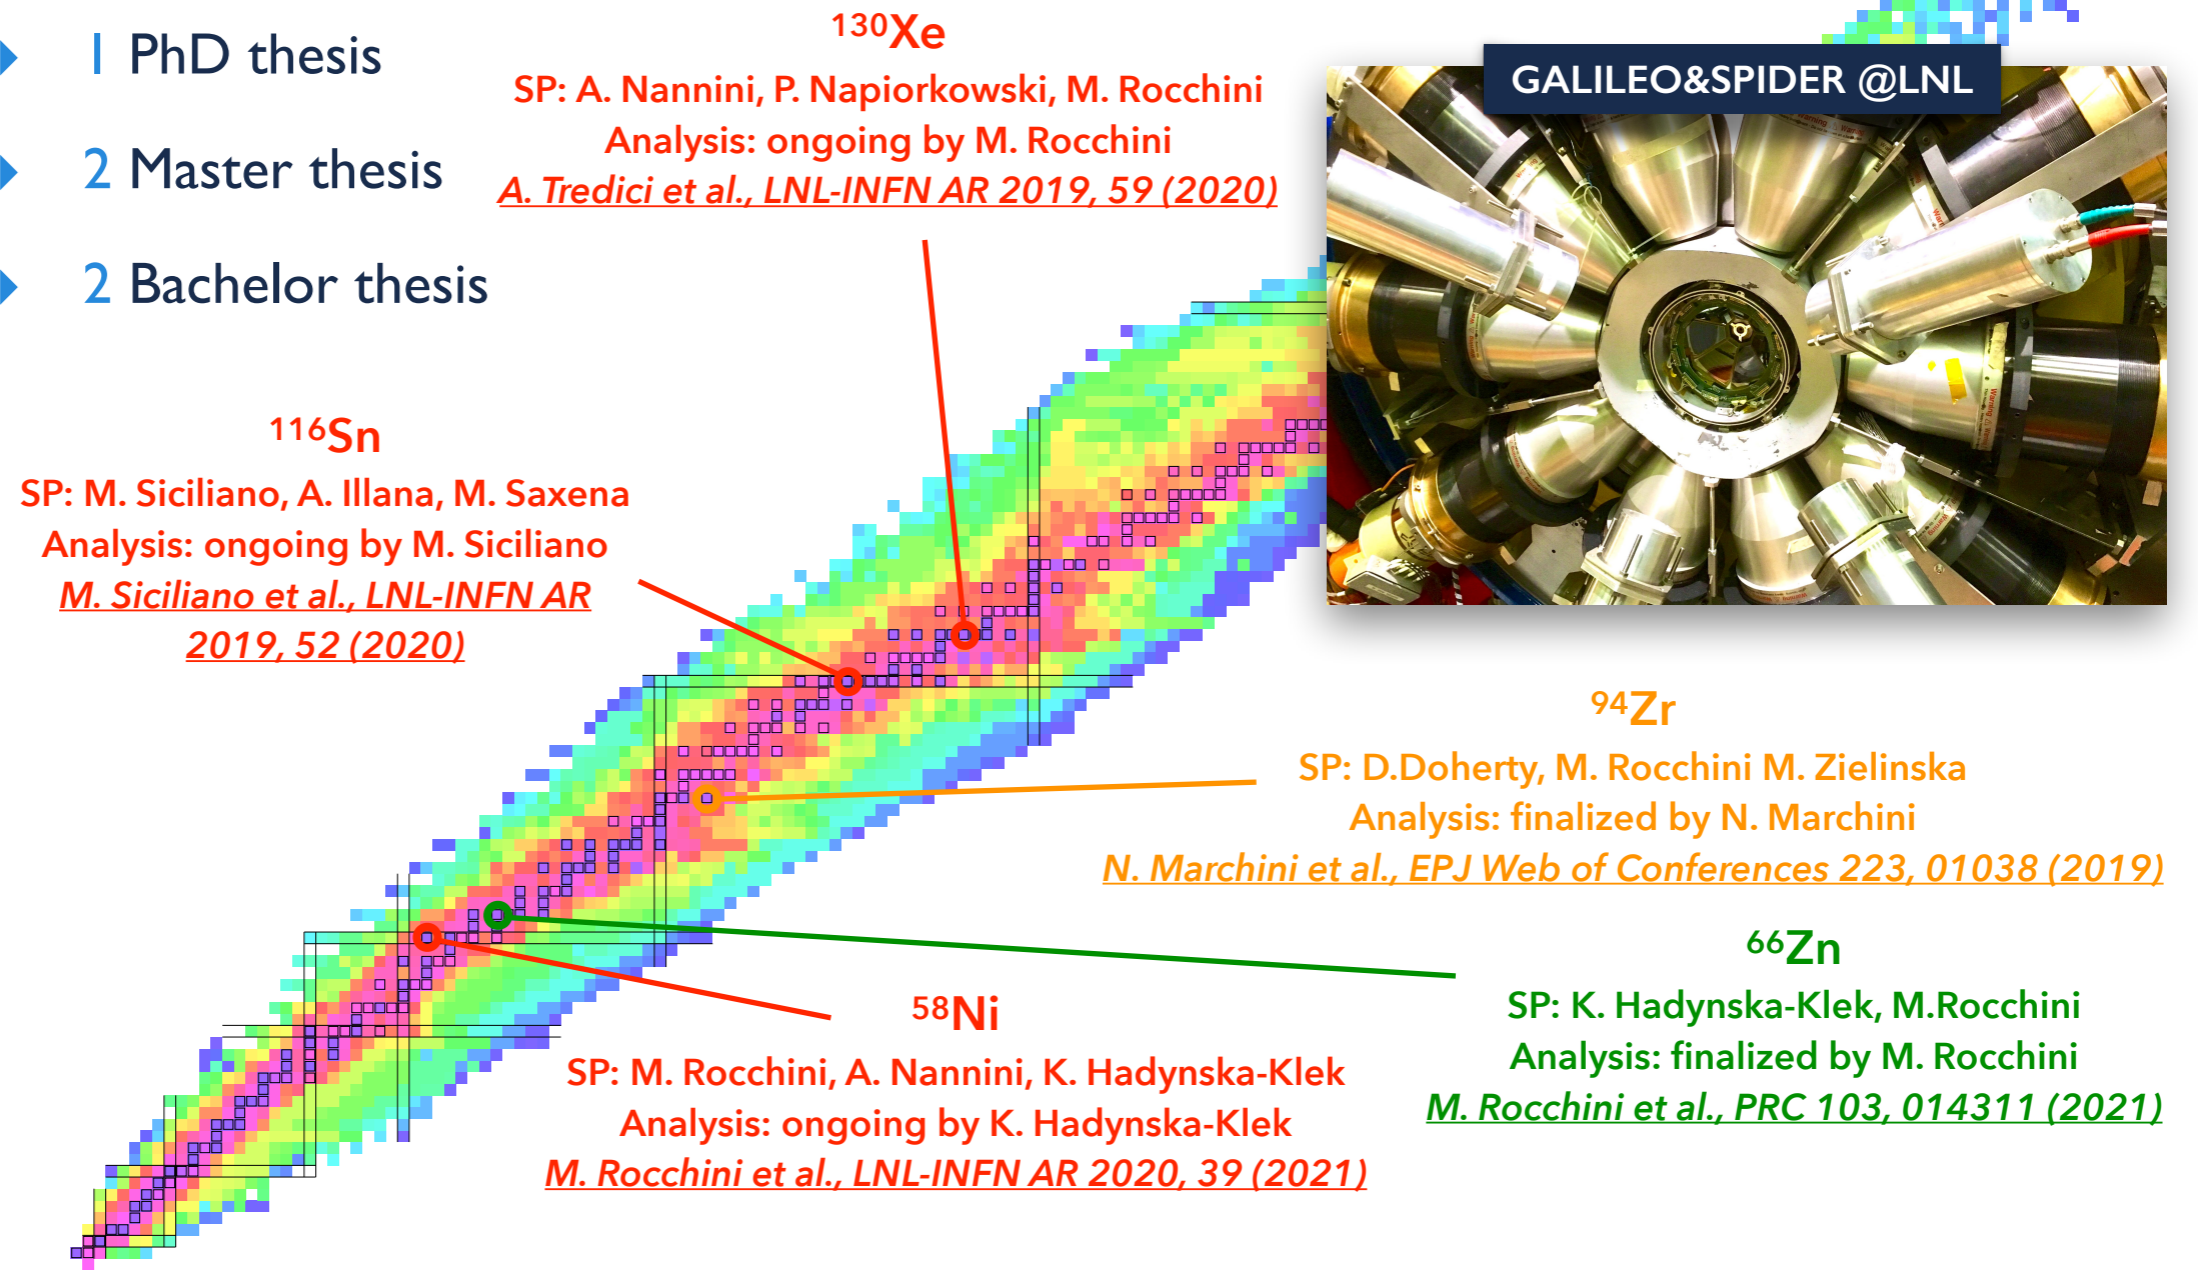 1 PhD thesis
2 Master thesis
2 Bachelor thesis
130Xe
SP: A. Nannini, P. Napiorkowski, M. Rocchini
Analysis: ongoing by M. Rocchini
A. Tredici et al., LNL-INFN AR 2019, 59 (2020)
GALILEO&SPIDER @LNL
116Sn
SP: M. Siciliano, A. Illana, M. Saxena
Analysis: ongoing by M. Siciliano
M. Siciliano et al., LNL-INFN AR
2019, 52 (2020)
94Zr
SP: D.Doherty, M. Rocchini M. Zielinska
Analysis: finalized by N. Marchini
N. Marchini et al., EPJ Web of Conferences 223, 01038 (2019)
66Zn
SP: K. Hadynska-Klek, M.Rocchini
Analysis: finalized by M. Rocchini
M. Rocchini et al., PRC 103, 014311 (2021)
58Ni
SP: M. Rocchini, A. Nannini, K. Hadynska-Klek
Analysis: ongoing by K. Hadynska-Klek
M. Rocchini et al., LNL-INFN AR 2020, 39 (2021)